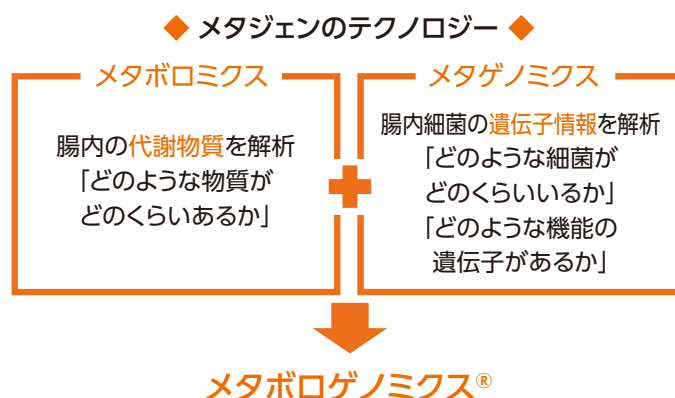 ◆ メタジェンのテクノロジー ◆
メタボロミクス
腸内の代謝物質を解析
「どのような物質が
どのくらいあるか」
メタゲノミクス
腸内細菌の遺伝子情報を解析
「どのような細菌が
どのくらいいるか」
「どのような機能の
遺伝子があるか」
メタボロゲノミクス®